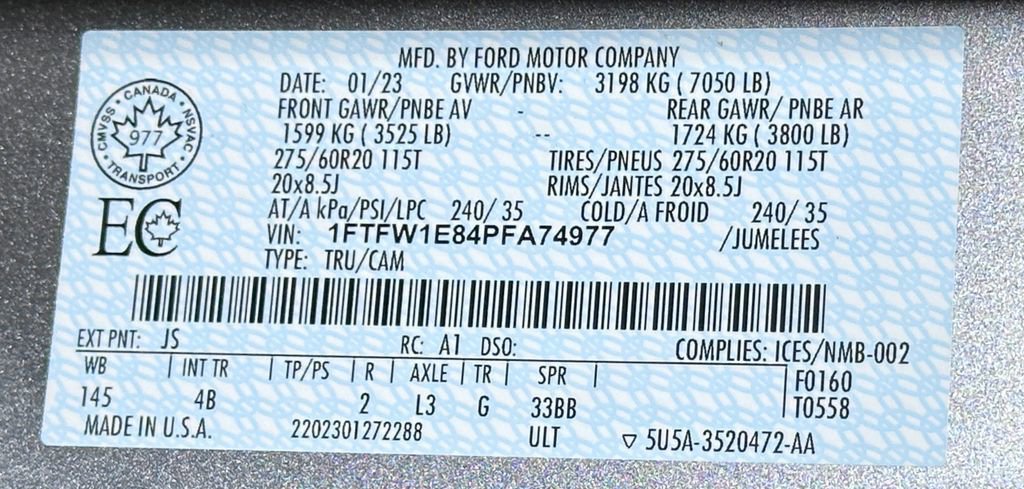 MFD. BY FORD MOTOR COMPANY
DATE: 01/23 GVWR/PNBV: 3198 KG ( 7050 LB)
FRONT GAWR/PNBE AV - REAR GAWR/ PNBE AR
1599 KG ( 3525 LB) -- 1724 KG ( 3800 LB)
275/60R20 115T TIRES/PNEUS 275/60R20 115T
20x8.5J RIMS/JANTES 20x8.5J
AT/A kPa/PSI/LPC 240/ 35 COLD/A FROID 240/ 35
VIN: 1FTFW1E84PFA74977 /JUMELEES
TYPE: TRU/CAM
CANADA
CMVSS • NSVAC
977
TRANSPORT
EC
EXT PNT: JS RC: A1 DSO: COMPLIES: ICES/NMB-002
WB | INT TR | TP/PS | R | AXLE | TR | SPR | F0160
145 4B 2 L3 G 33BB T0558
MADE IN U.S.A. 2202301272288 ULT ▽ 5U5A-3520472-AA